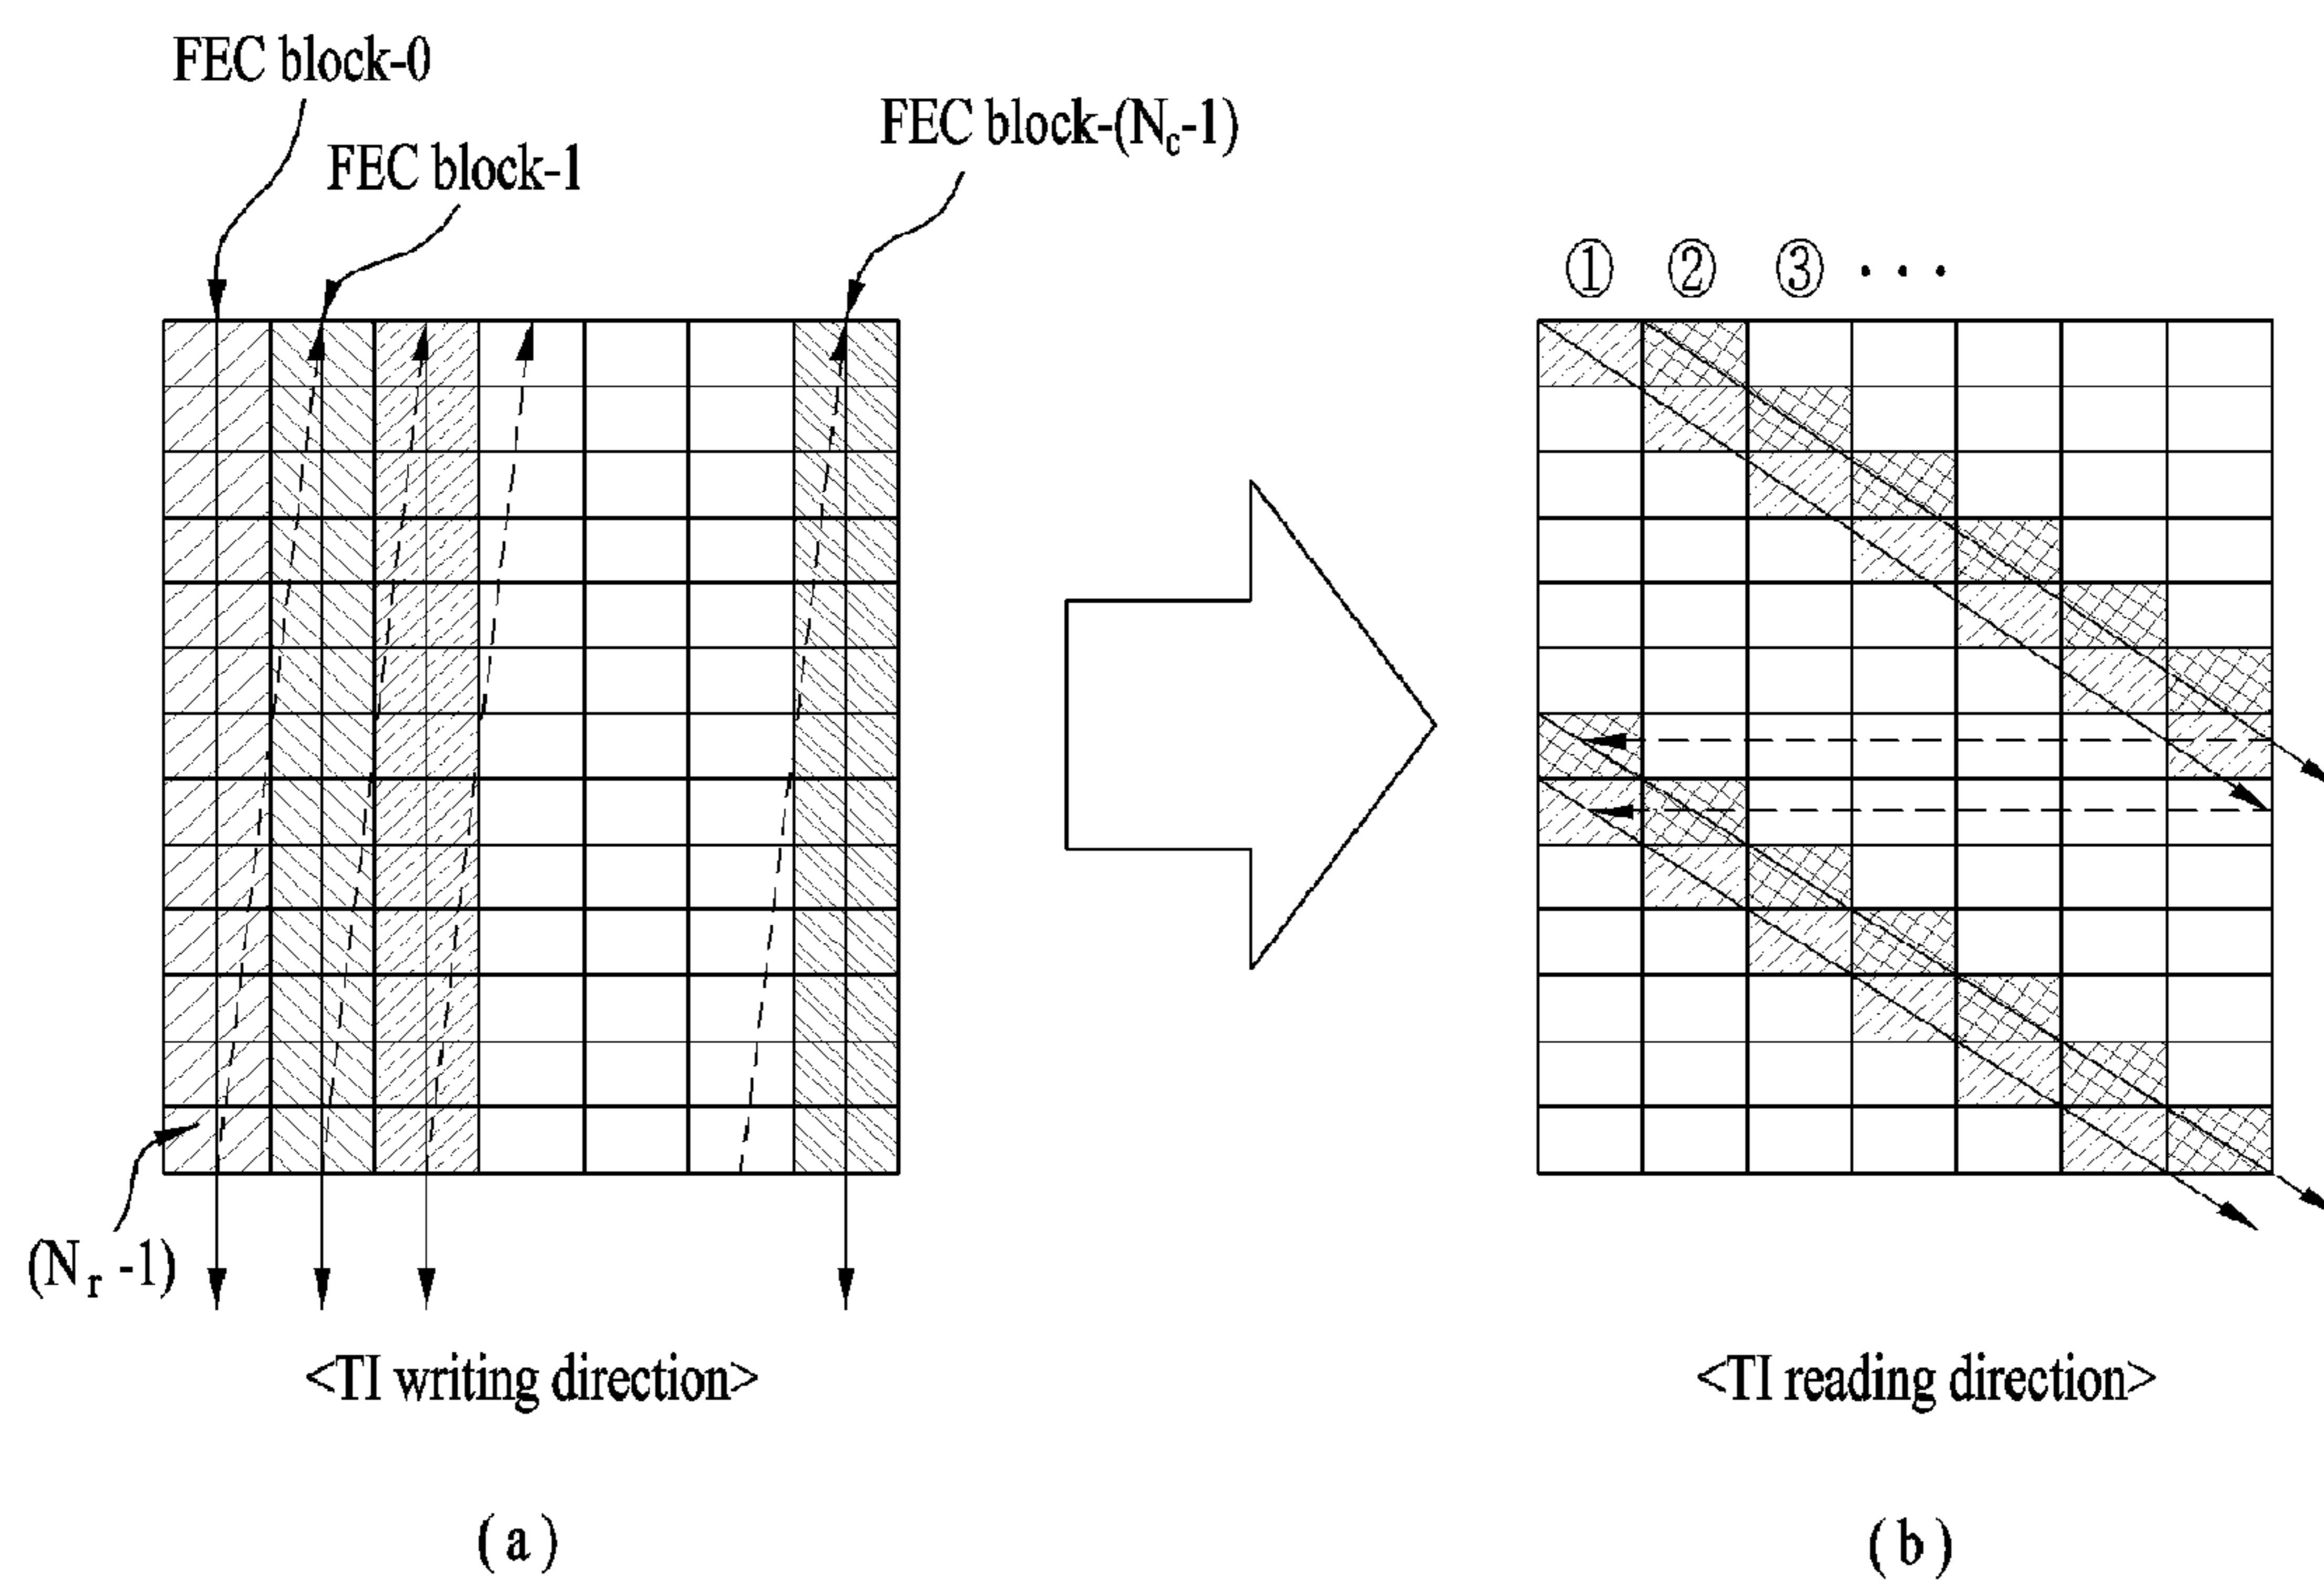 FEC block-0
FEC block-1
FEC block-(Nc-1)
① ② ③ ...
(Nr-1)
<TI writing direction>
<TI reading direction>
(a)
(b)